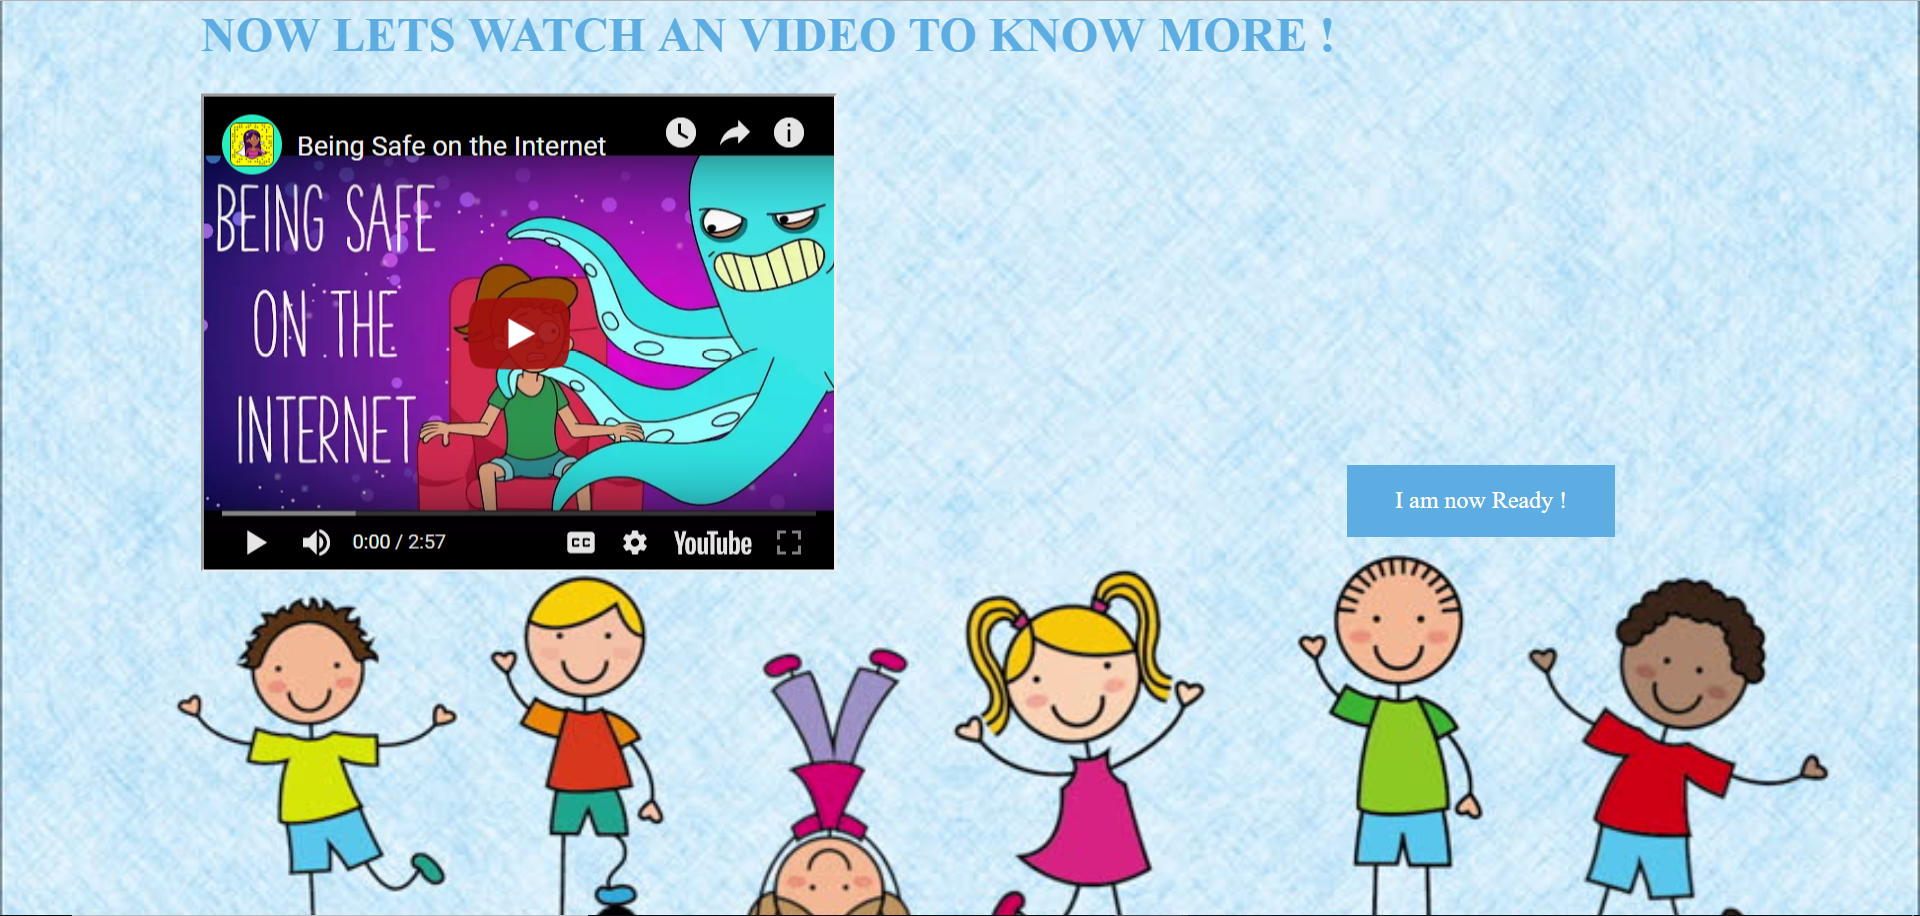 NOW LETS WATCH AN VIDEO TO KNOW MORE !
Being Safe on the Internet
BEING SAFE
ON THE
INTERNET
0:00 / 2:57
CC
YouTube
I am now Ready !